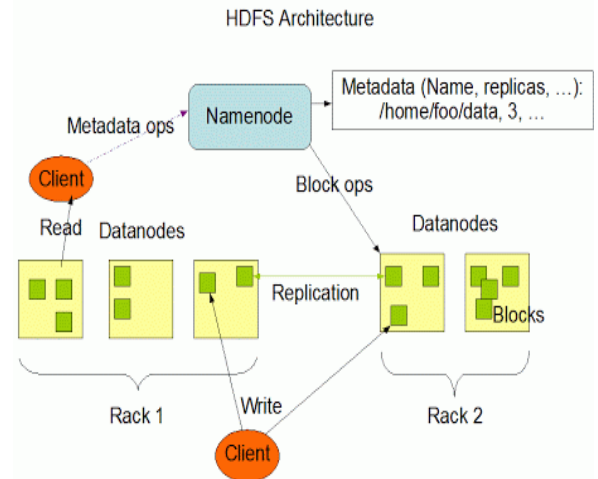 HDFS Architecture
Metadata (Name, replicas, ...):
/home/foo/data, 3, ...
Namenode
Metadata ops
Client
Block ops
Read
Datanodes
Datanodes
Replication
Blocks
Rack 1
Write
Rack 2
Client